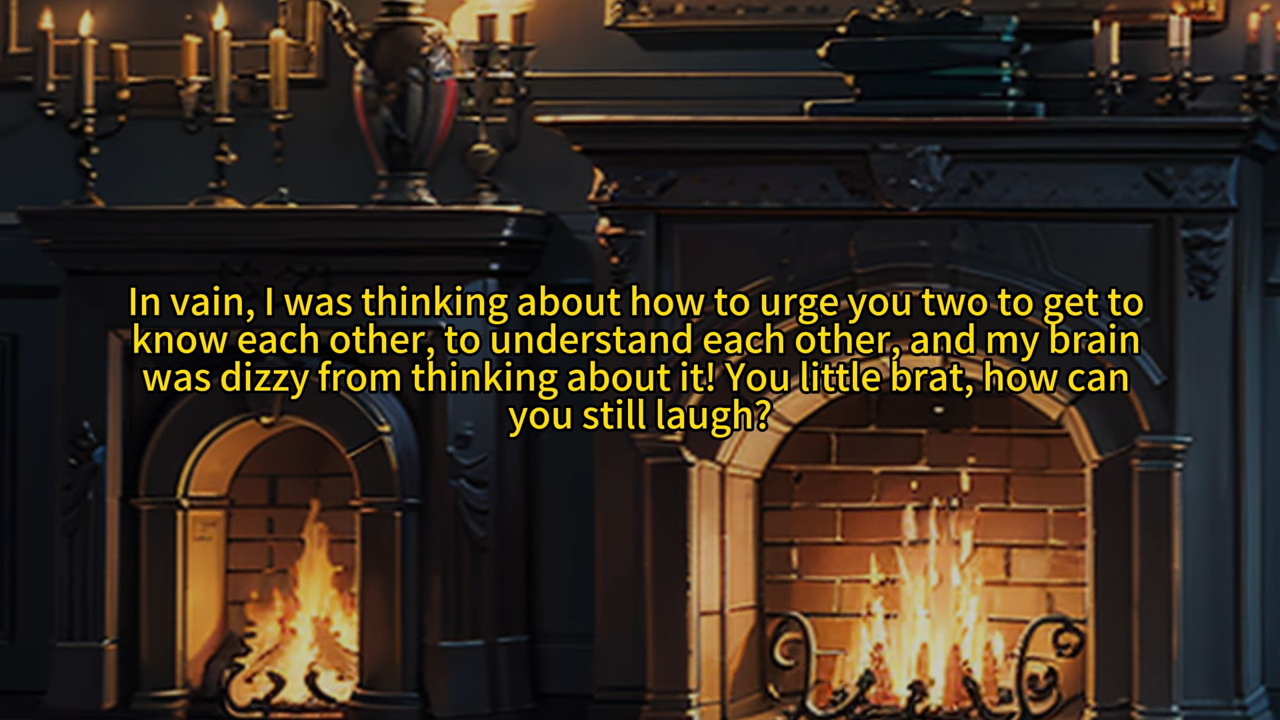 In vain, I was thinking about how to urge you two to get to
know each other, to understand each other, and my brain
was dizzy from thinking about it! You little brat, how can
you still laugh?